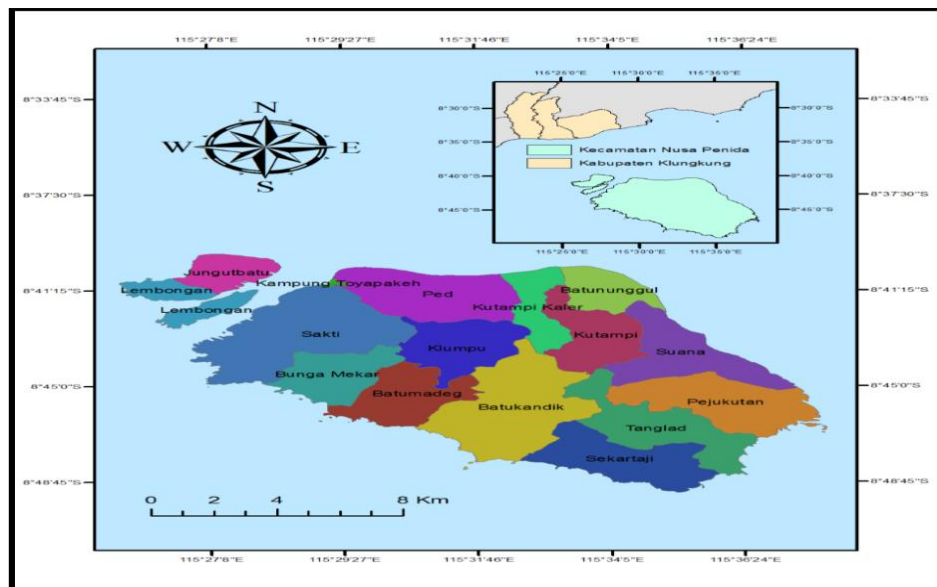 115°27'8"E 115°29'27"E 115°31'46"E 115°34'5"E 115°36'24"E
8°33'45"S
8°37'30"S
8°41'15"S
8°45'0"S
8°48'45"S
N
W E
S
115°25'0"E 115°30'0"E 115°35'0"E
8°30'0"S 8°30'0"S
8°35'0"S 8°35'0"S
Kecamatan Nusa Penida
Kabupaten Klungkung
8°40'0"S 8°40'0"S
8°45'0"S 8°45'0"S
115°25'0"E 115°30'0"E 115°35'0"E
Jungutbatu
Lembongan
Lembongan
Kampung Toyapakeh
Ped
Kutampi Kaler
Batununggul
Sakti
Klumpu
Kutampi
Suana
Bunga Mekar
Batumadeg
Batukandik
Pejukutan
Tanglad
Sekartaji
0 2 4 8 Km
8°33'45"S
8°37'30"S
8°41'15"S
8°45'0"S
8°48'45"S
115°27'8"E 115°29'27"E 115°31'46"E 115°34'5"E 115°36'24"E